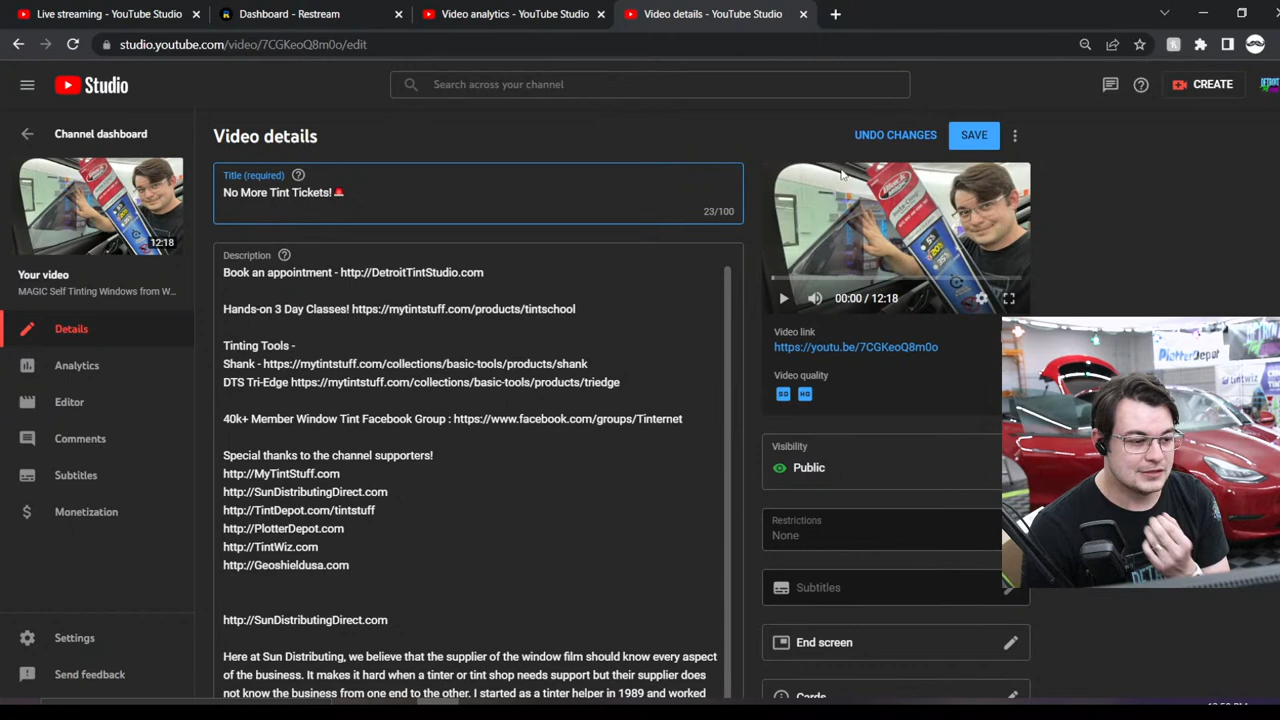 Live streaming - YouTube Studio
Dashboard - Restream
Video analytics - YouTube Studio
Video details - YouTube Studio
studio.youtube.com/video/7CGKeoQ8m0o/edit
Studio
Search across your channel
CREATE
Channel dashboard
12:18
Your video
MAGIC Self Tinting Windows from W...
Details
Analytics
Editor
Comments
Subtitles
Monetization
Settings
Send feedback
Video details
UNDO CHANGES
SAVE
Title (required)
No More Tint Tickets!🚨
23/100
Description
Book an appointment - http://DetroitTintStudio.com
Hands-on 3 Day Classes! https://mytintstuff.com/products/tintschool
Tinting Tools -
Shank - https://mytintstuff.com/collections/basic-tools/products/shank
DTS Tri-Edge https://mytintstuff.com/collections/basic-tools/products/triedge
40k+ Member Window Tint Facebook Group : https://www.facebook.com/groups/Tinternet
Special thanks to the channel supporters!
http://MyTintStuff.com
http://SunDistributingDirect.com
http://TintDepot.com/tintstuff
http://PlotterDepot.com
http://TintWiz.com
http://Geoshieldusa.com
http://SunDistributingDirect.com
Here at Sun Distributing, we believe that the supplier of the window film should know every aspect
of the business. It makes it hard when a tinter or tint shop needs support but their supplier does
not know the business from one end to the other. I started as a tinter helper in 1989 and worked
00:00 / 12:18
Video link
https://youtu.be/7CGKeoQ8m0o
Video quality
SD HD
Visibility
Public
Restrictions
None
Subtitles
End screen
Cards
PlotterDepot
tintwiz
DETROIT